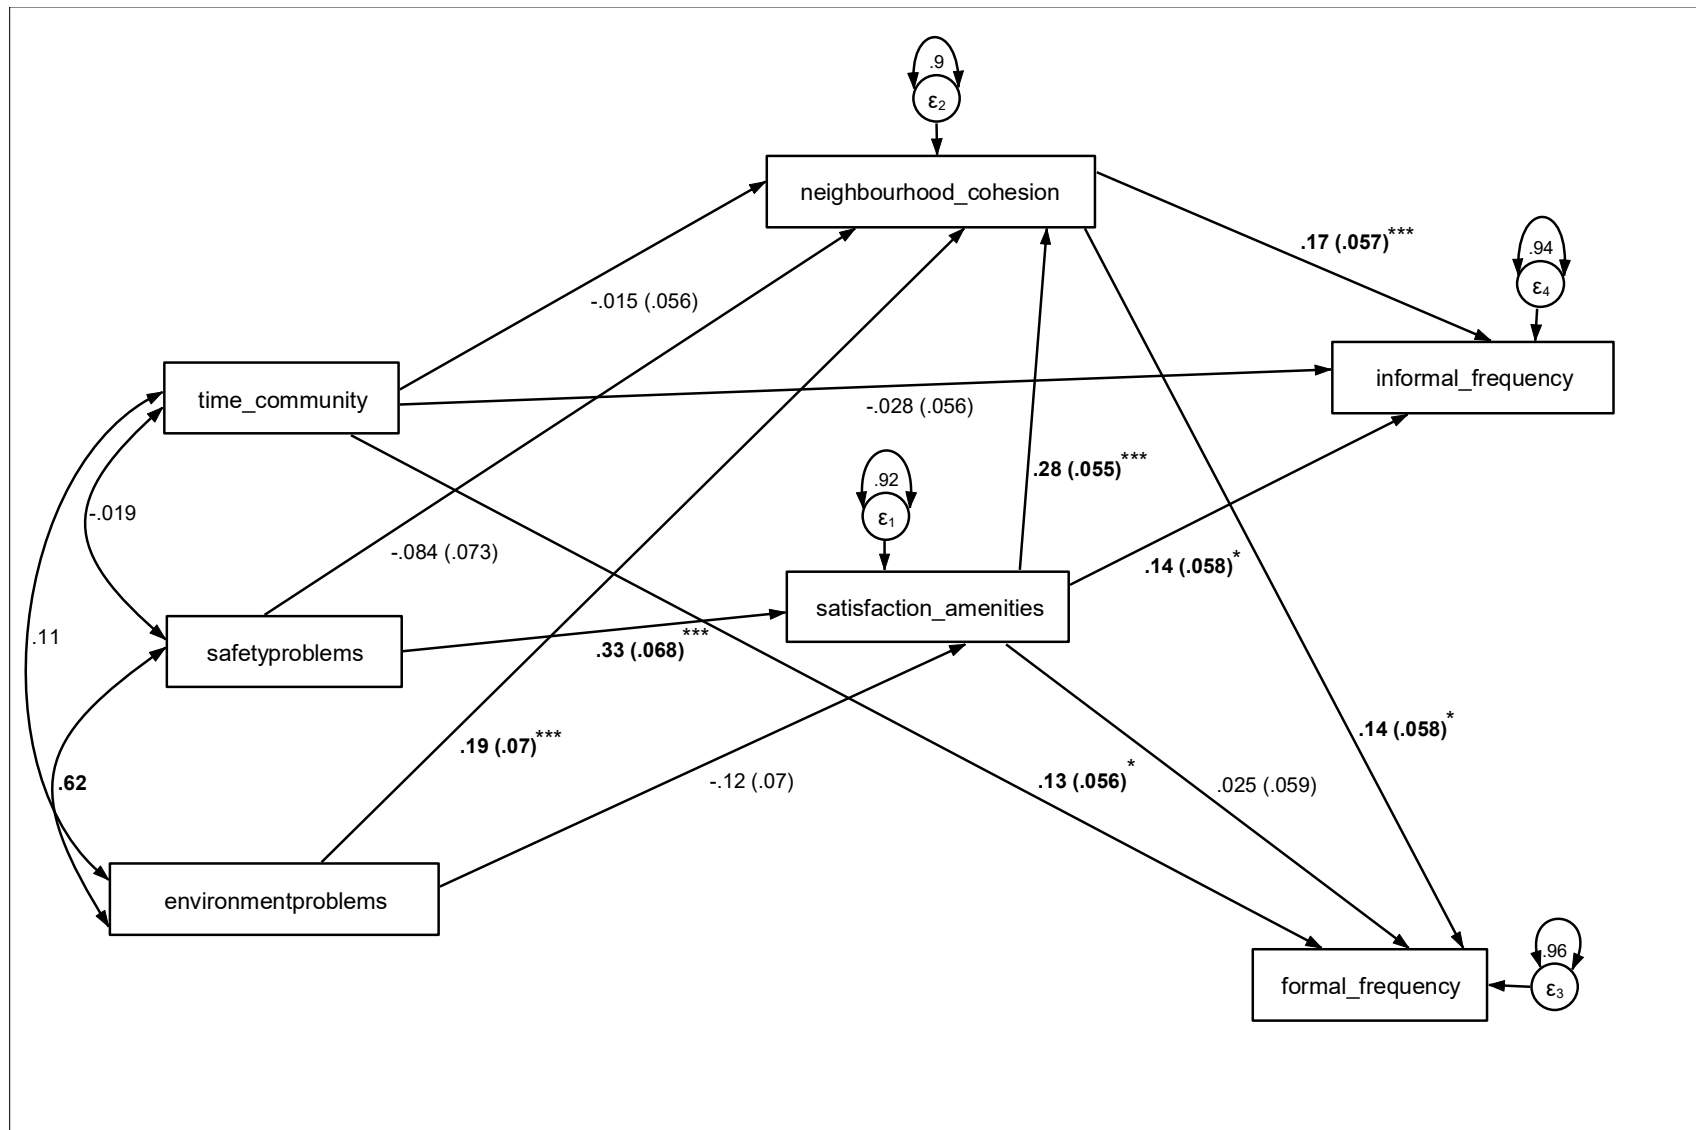 .9
ε2
neighbourhood_cohesion
.17 (.057)***
.94
ε4
-.015 (.056)
informal_frequency
time_community
-.028 (.056)
.28 (.055)***
.92
ε1
-.019
-.084 (.073)
.14 (.058)*
satisfaction_amenities
.11
safetyproblems
.33 (.068)***
.14 (.058)*
.19 (.07)***
.62
-.12 (.07)
.13 (.056)*
.025 (.059)
environmentproblems
.96
formal_frequency
ε3